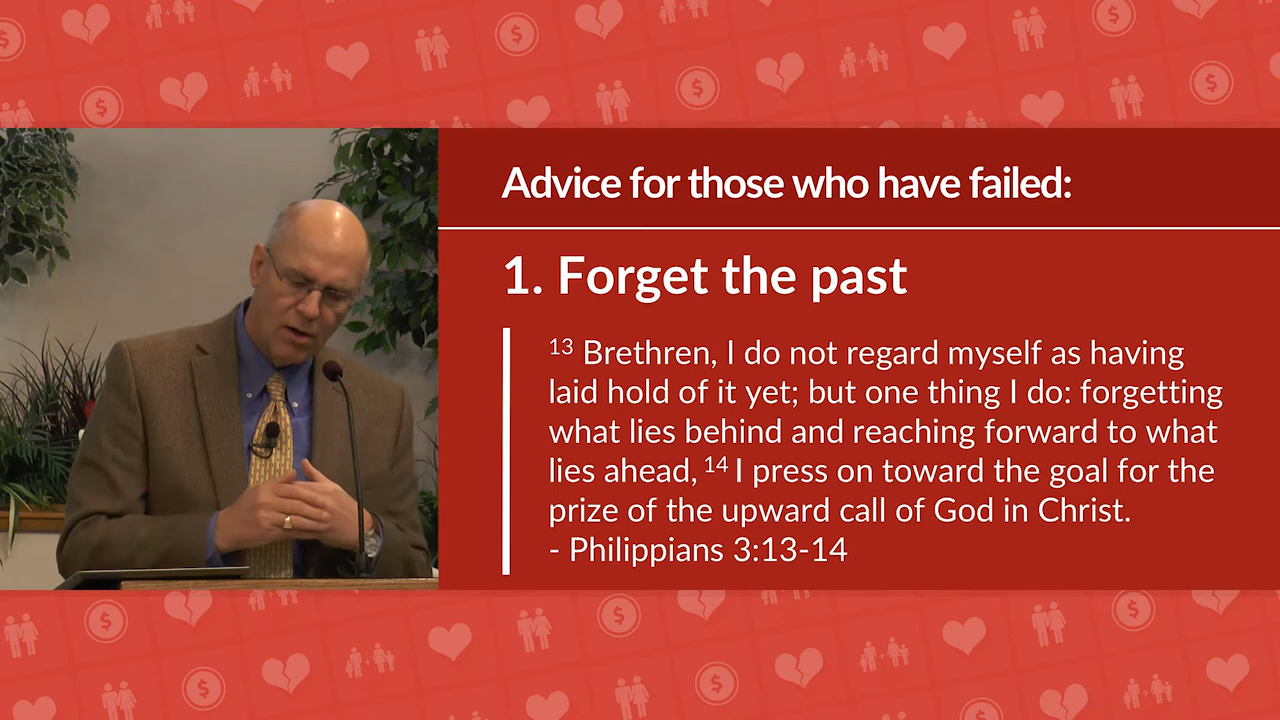 Advice for those who have failed:
1. Forget the past
13 Brethren, I do not regard myself as having
laid hold of it yet; but one thing I do: forgetting
what lies behind and reaching forward to what
lies ahead, 14 I press on toward the goal for the
prize of the upward call of God in Christ.
- Philippians 3:13-14